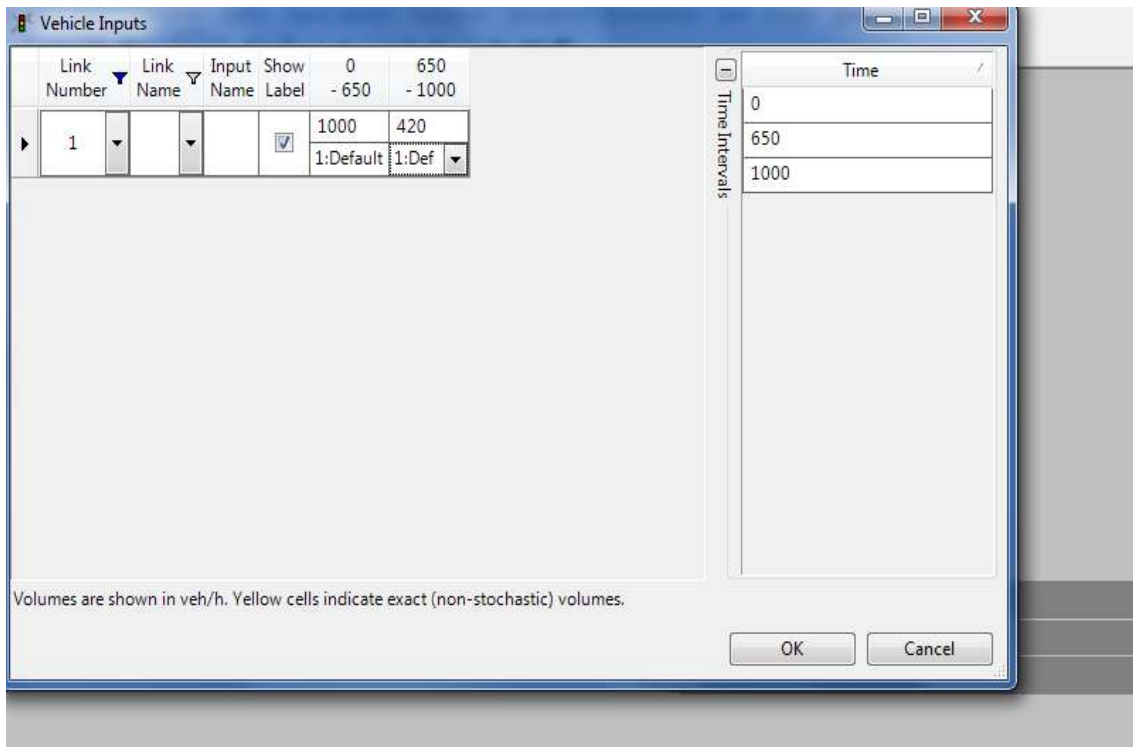 Vehicle Inputs
Link Number Link Name Input Name Show Label 0 - 650 650 - 1000
1 1000 420
1:Default 1:Def
Time Intervals
Time
0
650
1000
Volumes are shown in veh/h. Yellow cells indicate exact (non-stochastic) volumes.
OK Cancel